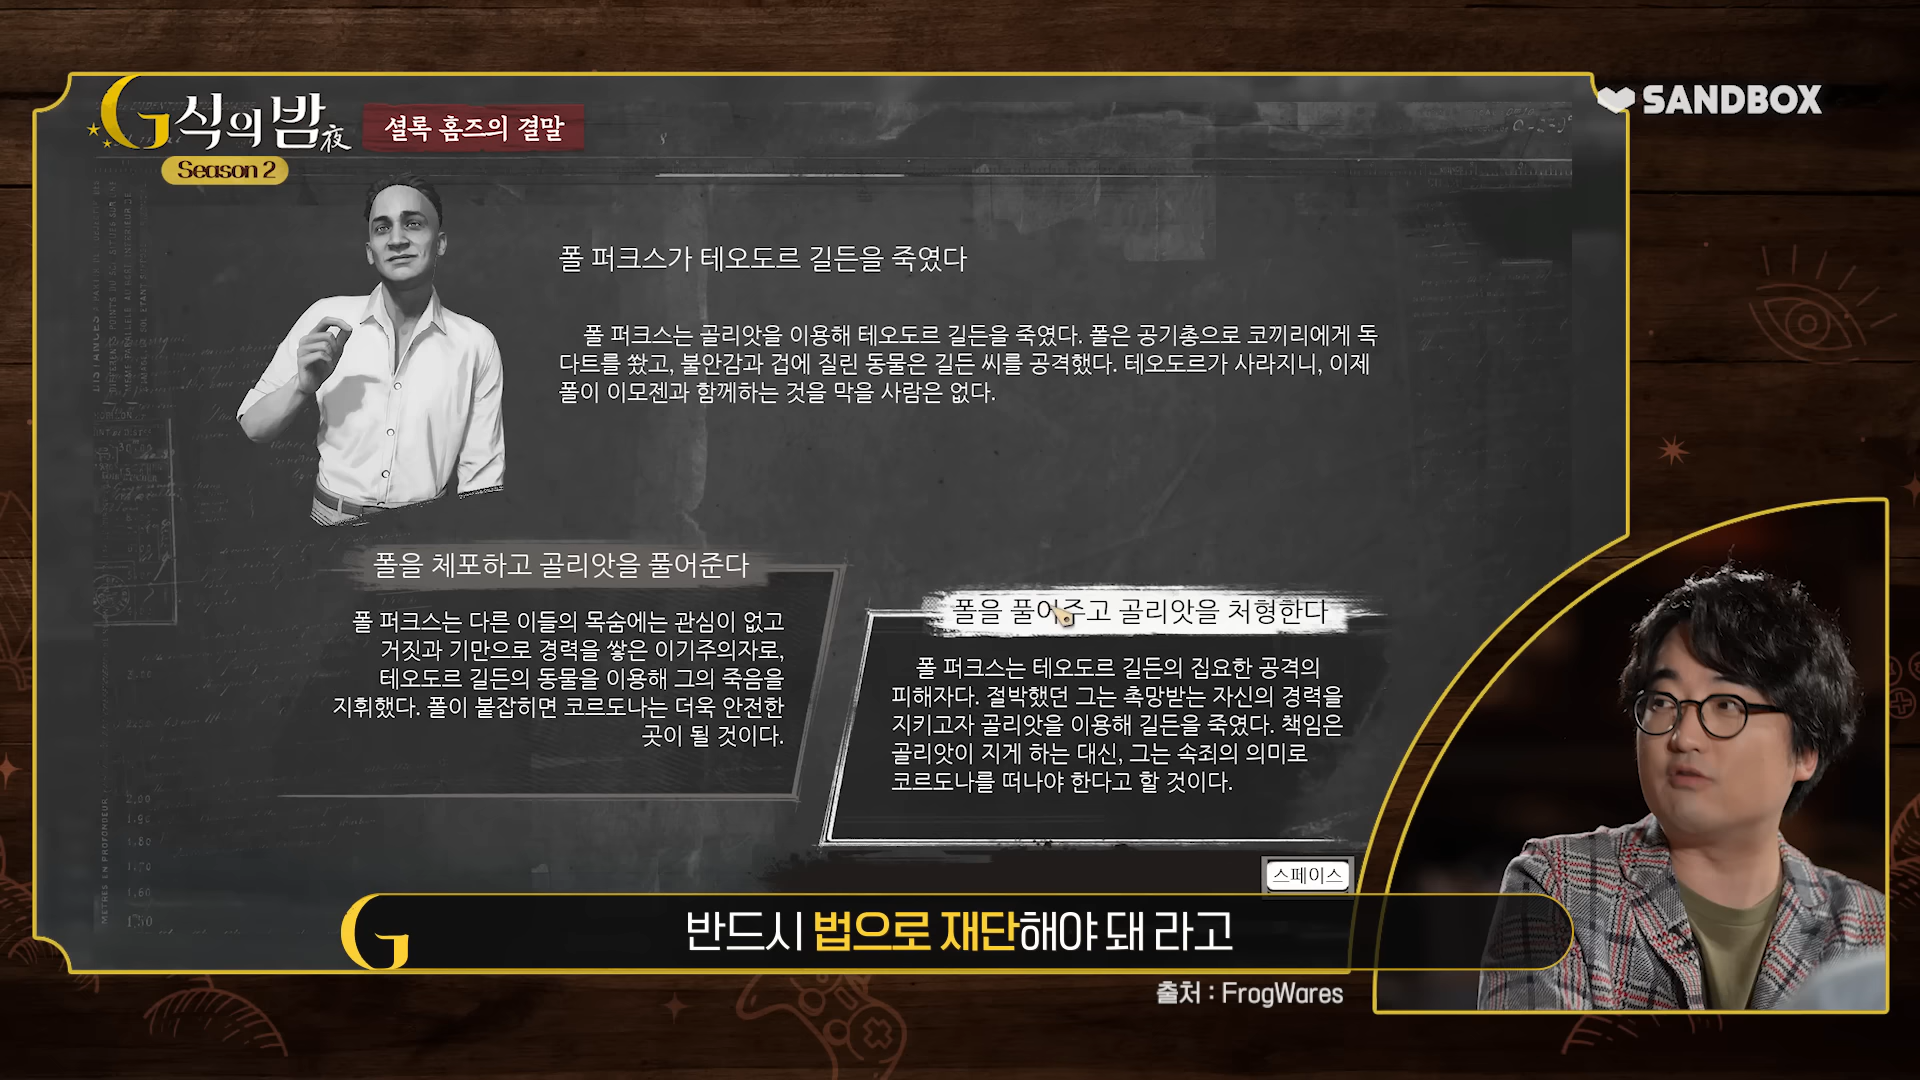 G식의 밤夜
Season 2
셜록 홈즈의 결말
SANDBOX
폴 퍼크스가 테오도르 길든을 죽였다
폴 퍼크스는 골리앗을 이용해 테오도르 길든을 죽였다. 폴은 공기총으로 코끼리에게 독
다트를 쐈고, 불안감과 겁에 질린 동물은 길든 씨를 공격했다. 테오도르가 사라지니, 이제
폴이 이모젠과 함께하는 것을 막을 사람은 없다.
폴을 체포하고 골리앗을 풀어준다
폴 퍼크스는 다른 이들의 목숨에는 관심이 없고
거짓과 기만으로 경력을 쌓은 이기주의자로,
테오도르 길든의 동물을 이용해 그의 죽음을
지휘했다. 폴이 붙잡히면 코르도나는 더욱 안전한
곳이 될 것이다.
폴을 풀어주고 골리앗을 처형한다
폴 퍼크스는 테오도르 길든의 집요한 공격의
피해자다. 절박했던 그는 촉망받는 자신의 경력을
지키고자 골리앗을 이용해 길든을 죽였다. 책임은
골리앗이 지게 하는 대신, 그는 속죄의 의미로
코르도나를 떠나야 한다고 할 것이다.
스페이스
G
반드시 법으로 재단해야 돼 라고
출처 : FrogWares
METRES EN PROFONDEUR
2.00
1.90
1.80
1.70
1.60
1.50